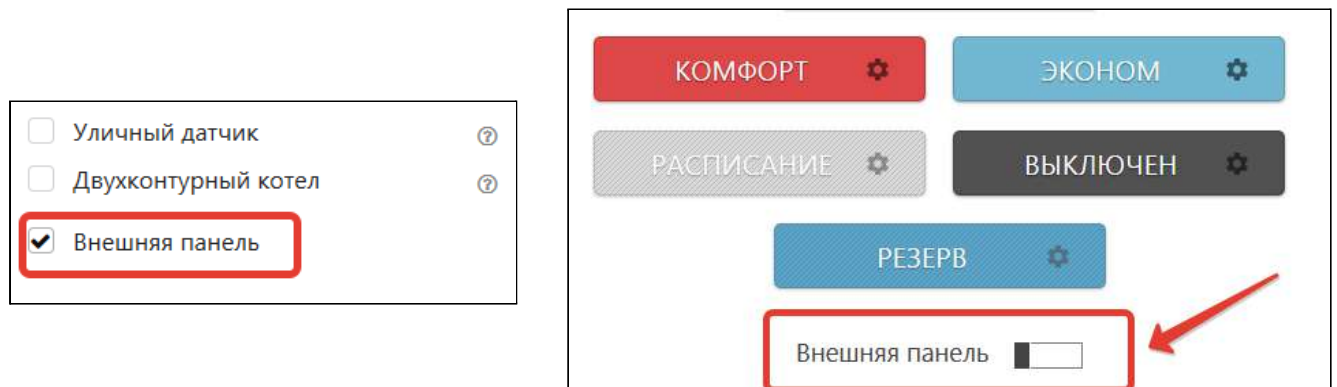 Уличный датчик
Двухконтурный котел
Внешняя панель
КОМФОРТ
ЭКОНОМ
РАСПИСАНИЕ
ВЫКЛЮЧЕН
РЕЗЕРВ
Внешняя панель